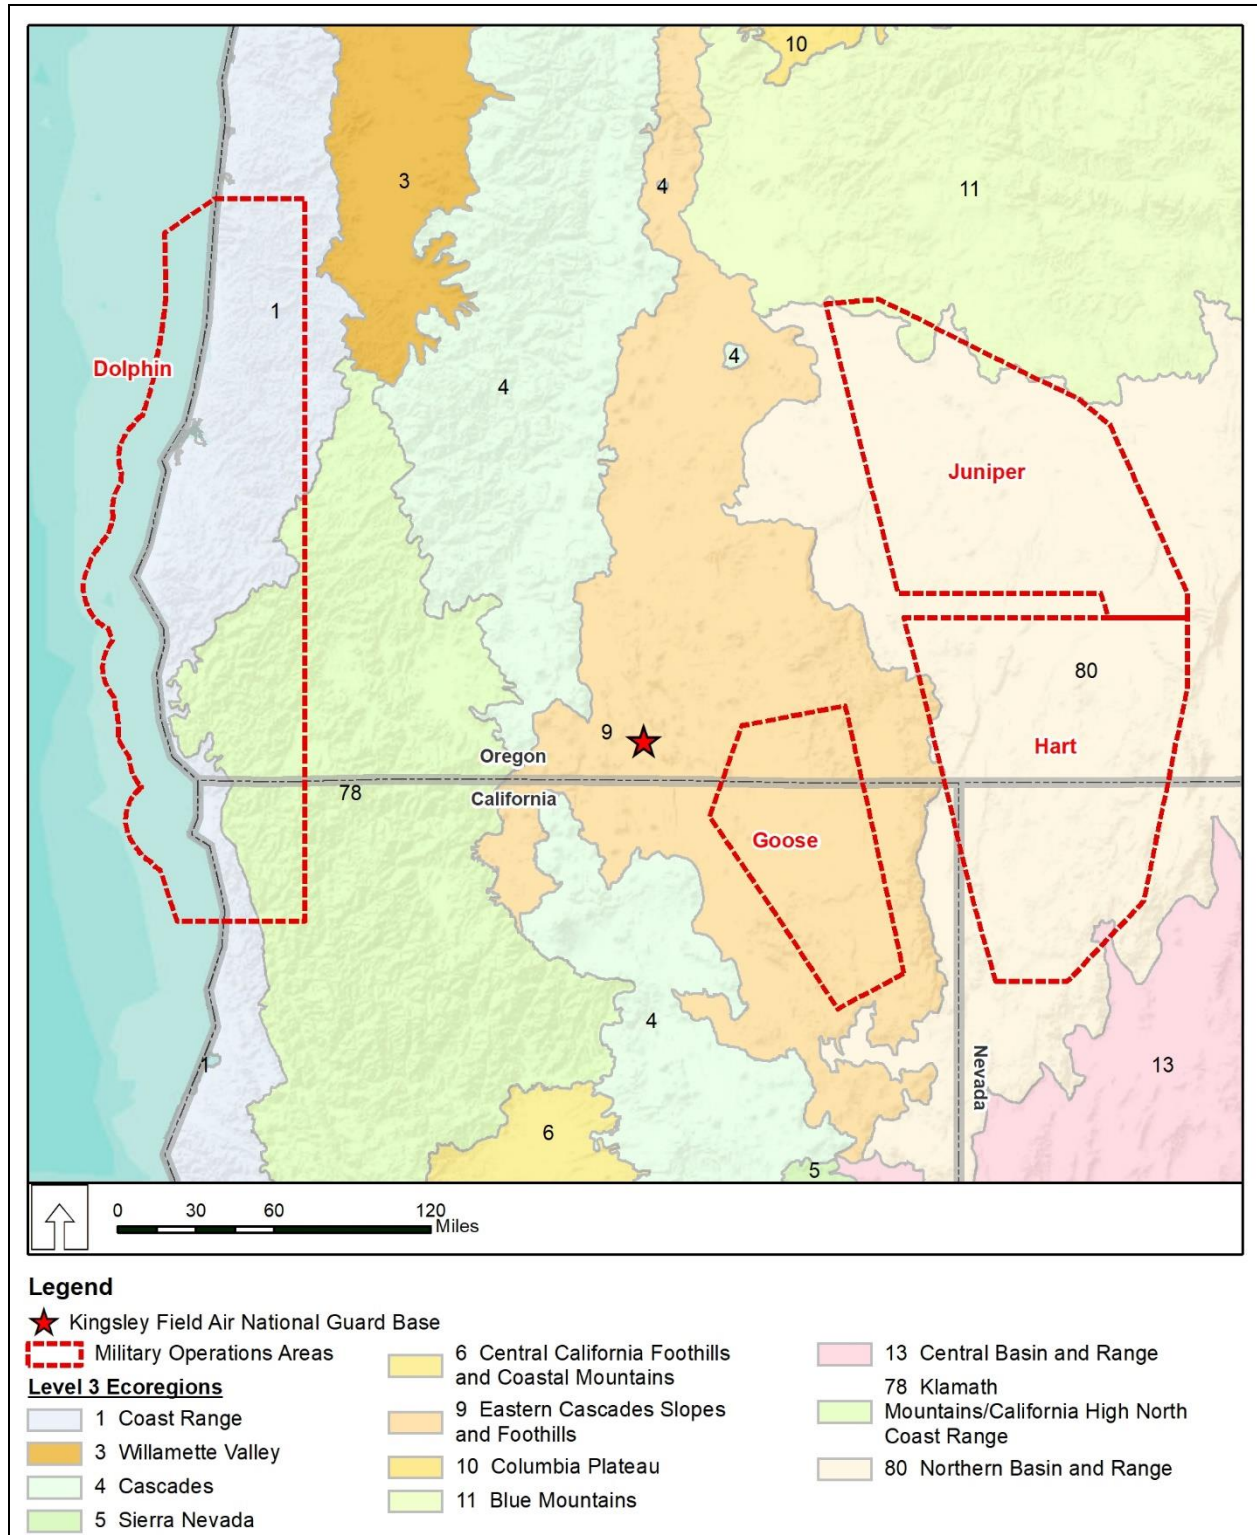 10
3
4
11
1
Dolphin
4
4
Juniper
80
9
Hart
Oregon
California
78
Goose
4
1
Nevada
13
6
5
0 30 60 120
Miles
Legend
Kingsley Field Air National Guard Base
Military Operations Areas
Level 3 Ecoregions
1 Coast Range
3 Willamette Valley
4 Cascades
5 Sierra Nevada
6 Central California Foothills
and Coastal Mountains
9 Eastern Cascades Slopes
and Foothills
10 Columbia Plateau
11 Blue Mountains
13 Central Basin and Range
78 Klamath
Mountains/California High North
Coast Range
80 Northern Basin and Range